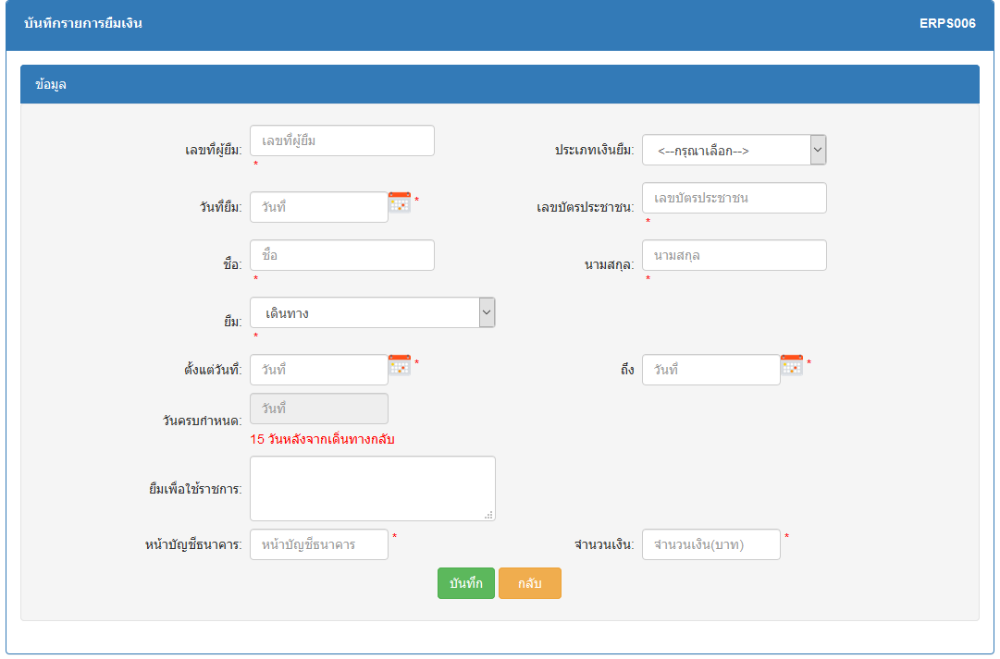 บันทึกรายการยืมเงิน ERPS006
ข้อมูล
เลขที่ผู้ยืม: เลขที่ผู้ยืม * ประเภทเงินยืม: <--กรุณาเลือก-->
วันที่ยืม: วันที่ * เลขบัตรประชาชน: เลขบัตรประชาชน *
ชื่อ: ชื่อ * นามสกุล: นามสกุล *
ยืม: เดินทาง *
ตั้งแต่วันที่: วันที่ * ถึง วันที่ *
วันครบกำหนด: วันที่
15 วันหลังจากเดินทางกลับ
ยืมเพื่อใช้ราชการ:
หน้าบัญชีธนาคาร: หน้าบัญชีธนาคาร * จำนวนเงิน: จำนวนเงิน(บาท) *
บันทึก กลับ